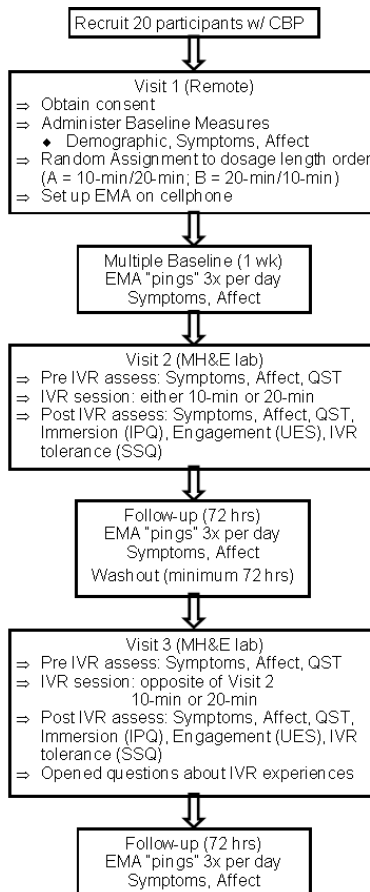 Recruit 20 participants w/ CBP
Visit 1 (Remote)
⇒ Obtain consent
⇒ Administer Baseline Measures
◆ Demographic, Symptoms, Affect
⇒ Random Assignment to dosage length order
(A = 10-min/20-min; B = 20-min/10-min)
⇒ Set up EMA on cellphone
Multiple Baseline (1 wk)
EMA "pings" 3x per day
Symptoms, Affect
Visit 2 (MH&E lab)
⇒ Pre IVR assess: Symptoms, Affect, QST
⇒ IVR session: either 10-min or 20-min
⇒ Post IVR assess: Symptoms, Affect, QST,
Immersion (IPQ), Engagement (UES), IVR
tolerance (SSQ)
Follow-up (72 hrs)
EMA "pings" 3x per day
Symptoms, Affect
Washout (minimum 72 hrs)
Visit 3 (MH&E lab)
⇒ Pre IVR assess: Symptoms, Affect, QST
⇒ IVR session: opposite of Visit 2
10-min or 20-min
⇒ Post IVR assess: Symptoms, Affect, QST,
Immersion (IPQ), Engagement (UES), IVR
tolerance (SSQ)
⇒ Opened questions about IVR experiences
Follow-up (72 hrs)
EMA "pings" 3x per day
Symptoms, Affect